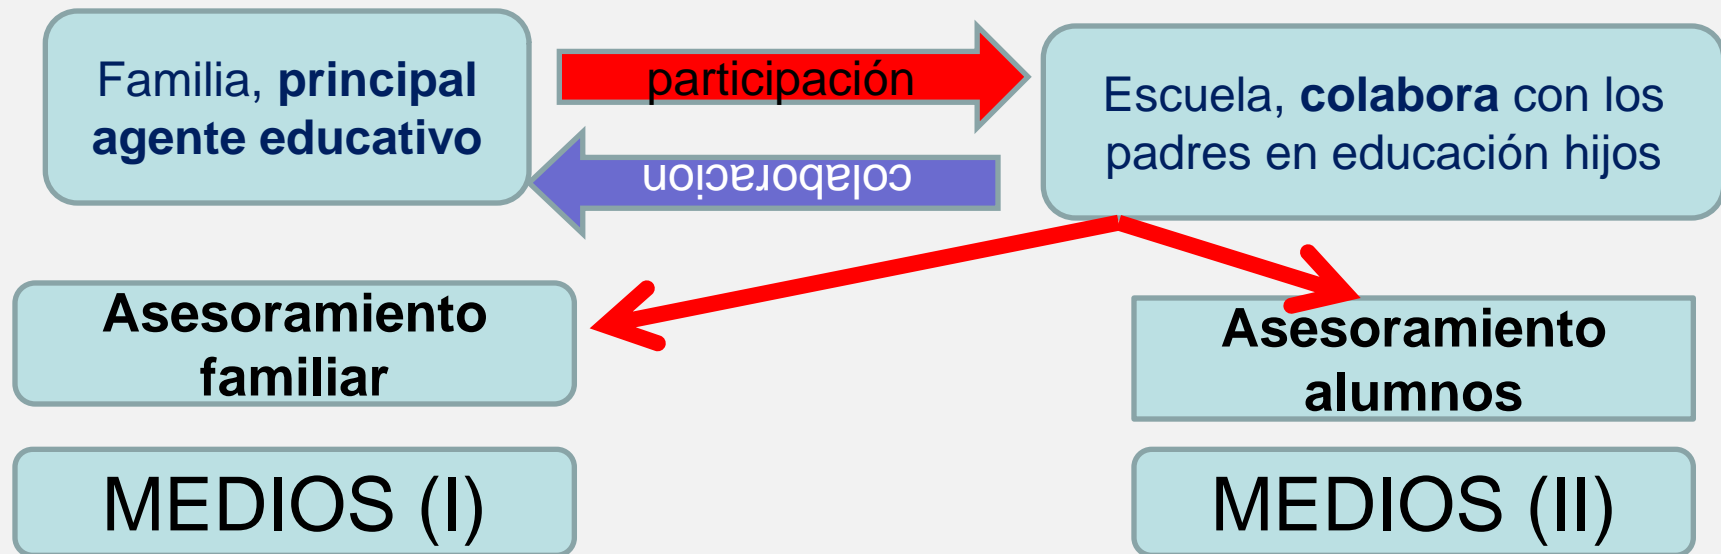 Familia, principal
agente educativo
participación
colaboracion
Escuela, colabora con los
padres en educación hijos
Asesoramiento
familiar
Asesoramiento
alumnos
MEDIOS (I)
MEDIOS (II)